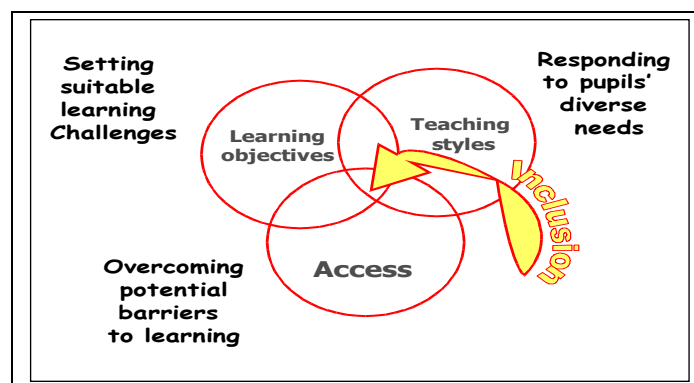 Setting
suitable
learning
Challenges
Responding
to pupils'
diverse
needs
Learning
objectives
Teaching
styles
Inclusion
Access
Overcoming
potential
barriers
to learning